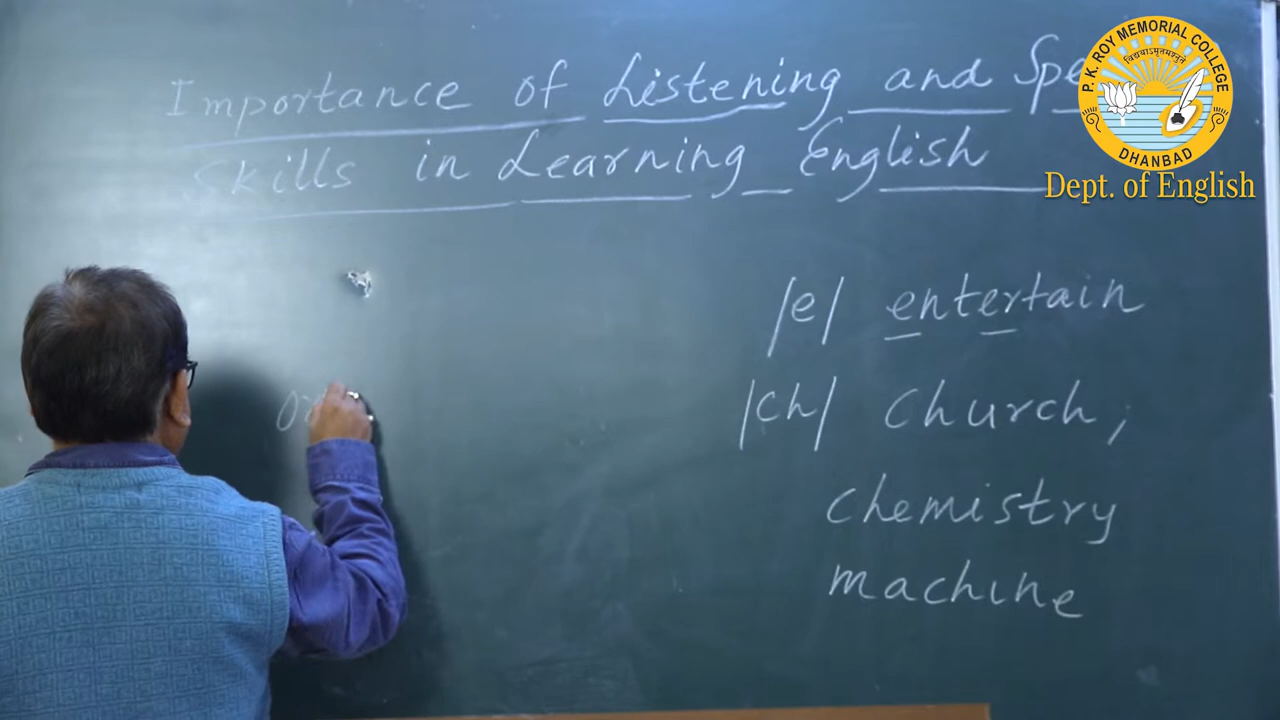 Importance of Listening and Spe
Skills in Learning English
/e/ entertain
/ch/ Church,
chemistry
machine
P. K. ROY MEMORIAL COLLEGE
DHANBAD
Dept. of English